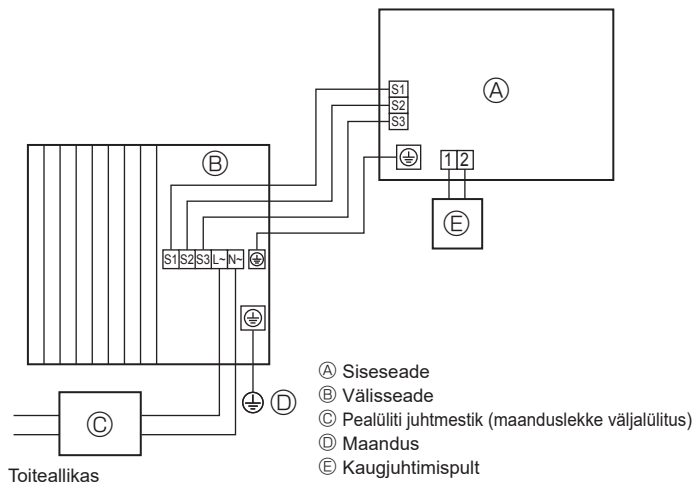 Ⓐ
S1
S2
S3
1 2
Ⓑ
Ⓔ
S1 S2 S3 L~ N~
Ⓒ
Ⓓ
Toiteallikas
Ⓐ Siseseade
Ⓑ Välisseade
Ⓒ Pealüliti juhtmestik (maanduslekke väljalülitus)
Ⓓ Maandus
Ⓔ Kaugjuhtimispult